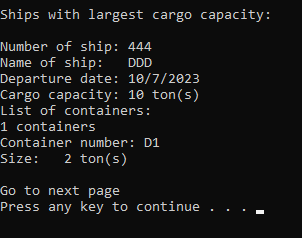 Ships with largest cargo capacity:
Number of ship: 444
Name of ship:   DDD
Departure date: 10/7/2023
Cargo capacity: 10 ton(s)
List of containers:
1 containers
Container number: D1
Size:   2 ton(s)
Go to next page
Press any key to continue . . .